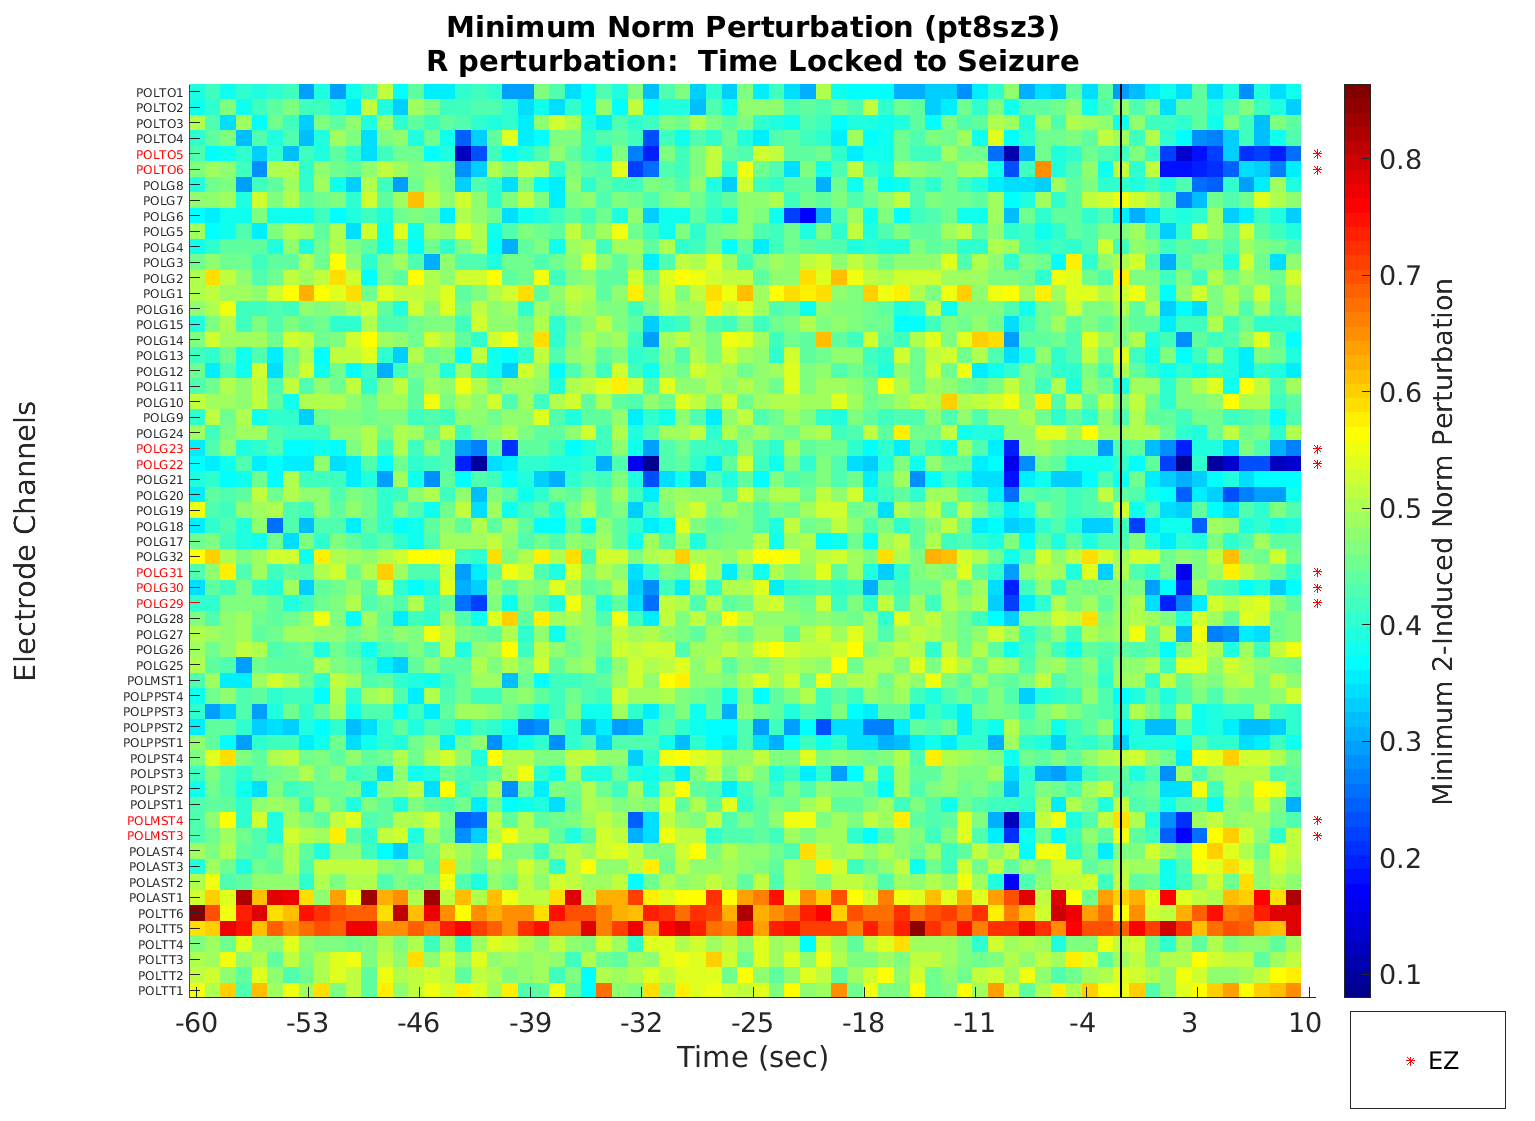 Minimum Norm Perturbation (pt8sz3)
R perturbation:  Time Locked to Seizure
Electrode Channels
POLTO1
POLTO2
POLTO3
POLTO4
POLTO5
POLTO6
POLG8
POLG7
POLG6
POLG5
POLG4
POLG3
POLG2
POLG1
POLG16
POLG15
POLG14
POLG13
POLG12
POLG11
POLG10
POLG9
POLG24
POLG23
POLG22
POLG21
POLG20
POLG19
POLG18
POLG17
POLG32
POLG31
POLG30
POLG29
POLG28
POLG27
POLG26
POLG25
POLMST1
POLPPST4
POLPPST3
POLPPST2
POLPPST1
POLPST4
POLPST3
POLPST2
POLPST1
POLMST4
POLMST3
POLAST4
POLAST3
POLAST2
POLAST1
POLTT6
POLTT5
POLTT4
POLTT3
POLTT2
POLTT1
-60 -53 -46 -39 -32 -25 -18 -11 -4 3 10
Time (sec)
0.8
0.7
0.6
0.5
0.4
0.3
0.2
0.1
Minimum 2-Induced Norm Perturbation
* EZ